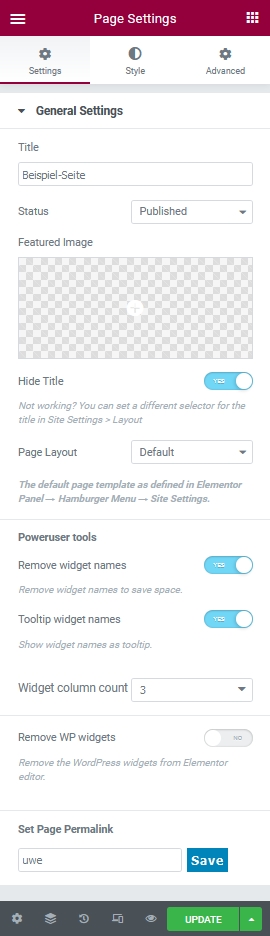 Page Settings
Settings
Style
Advanced
General Settings
Title
Beispiel-Seite
Status
Published
Featured Image
Hide Title
YES
Not working? You can set a different selector for the
title in Site Settings > Layout
Page Layout
Default
The default page template as defined in Elementor
Panel → Hamburger Menu → Site Settings.
Poweruser tools
Remove widget names
YES
Remove widget names to save space.
Tooltip widget names
YES
Show widget names as tooltip.
Widget column count
3
Remove WP widgets
NO
Remove the WordPress widgets from Elementor
editor.
Set Page Permalink
uwe
Save
UPDATE